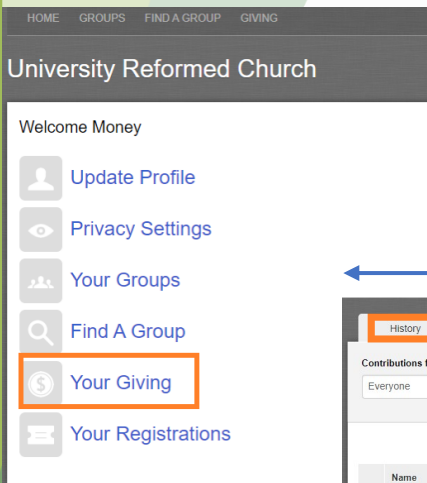 HOME GROUPS FIND A GROUP GIVING
University Reformed Church
Welcome Money
Update Profile
Privacy Settings
Your Groups
Find A Group
Your Giving
Your Registrations
History
Contributions
Everyone
Name